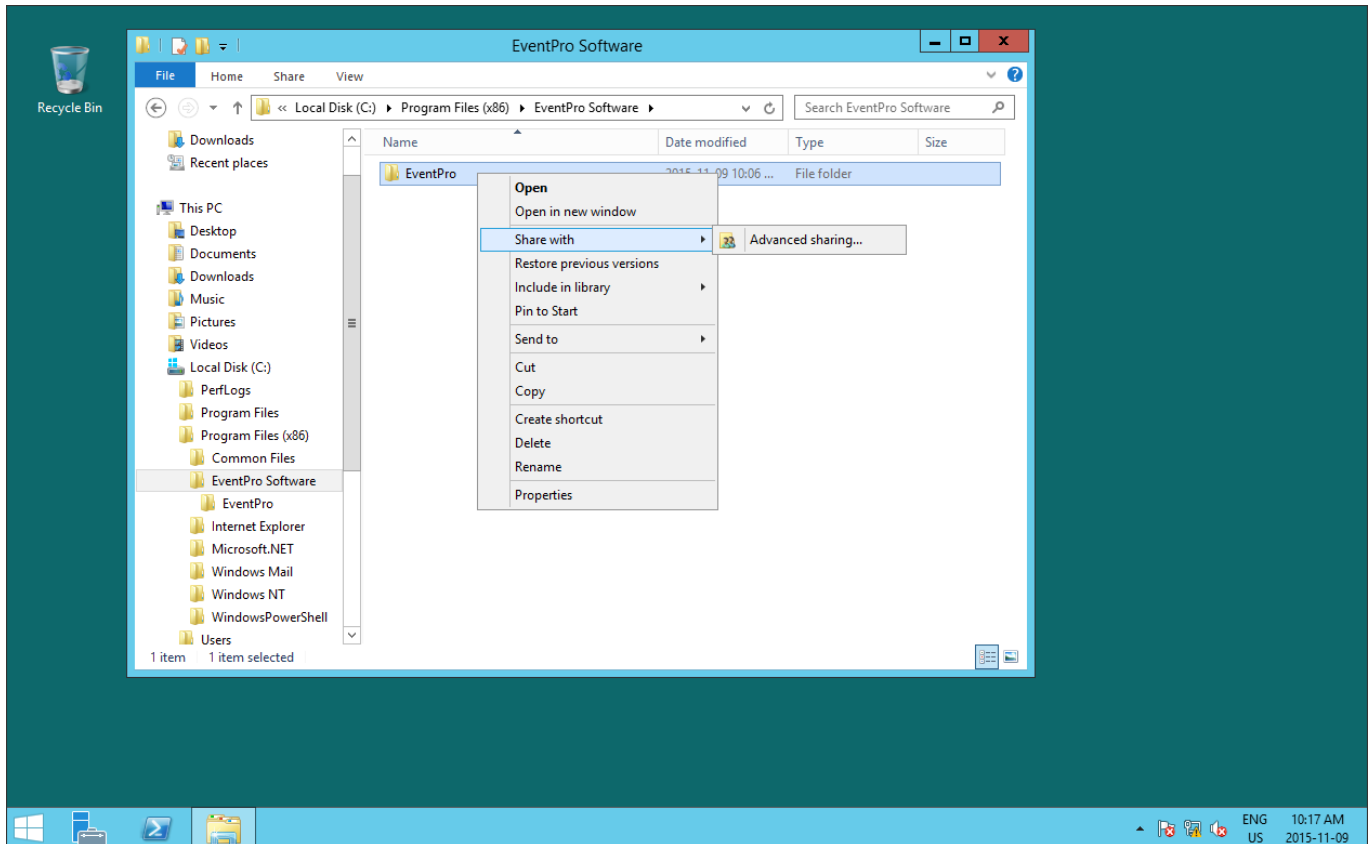 Recycle Bin
EventPro Software
File Home Share View
« Local Disk (C:) Program Files (x86) EventPro Software Search EventPro Software
Downloads
Recent places
This PC
Desktop
Documents
Downloads
Music
Pictures
Videos
Local Disk (C:)
PerfLogs
Program Files
Program Files (x86)
Common Files
EventPro Software
EventPro
Internet Explorer
Microsoft.NET
Windows Mail
Windows NT
WindowsPowerShell
Users
Name Date modified Type Size
EventPro 2015-11-09 10:06 ... File folder
Open
Open in new window
Share with
Advanced sharing...
Restore previous versions
Include in library
Pin to Start
Send to
Cut
Copy
Create shortcut
Delete
Rename
Properties
1 item 1 item selected
ENG 10:17 AM
US 2015-11-09